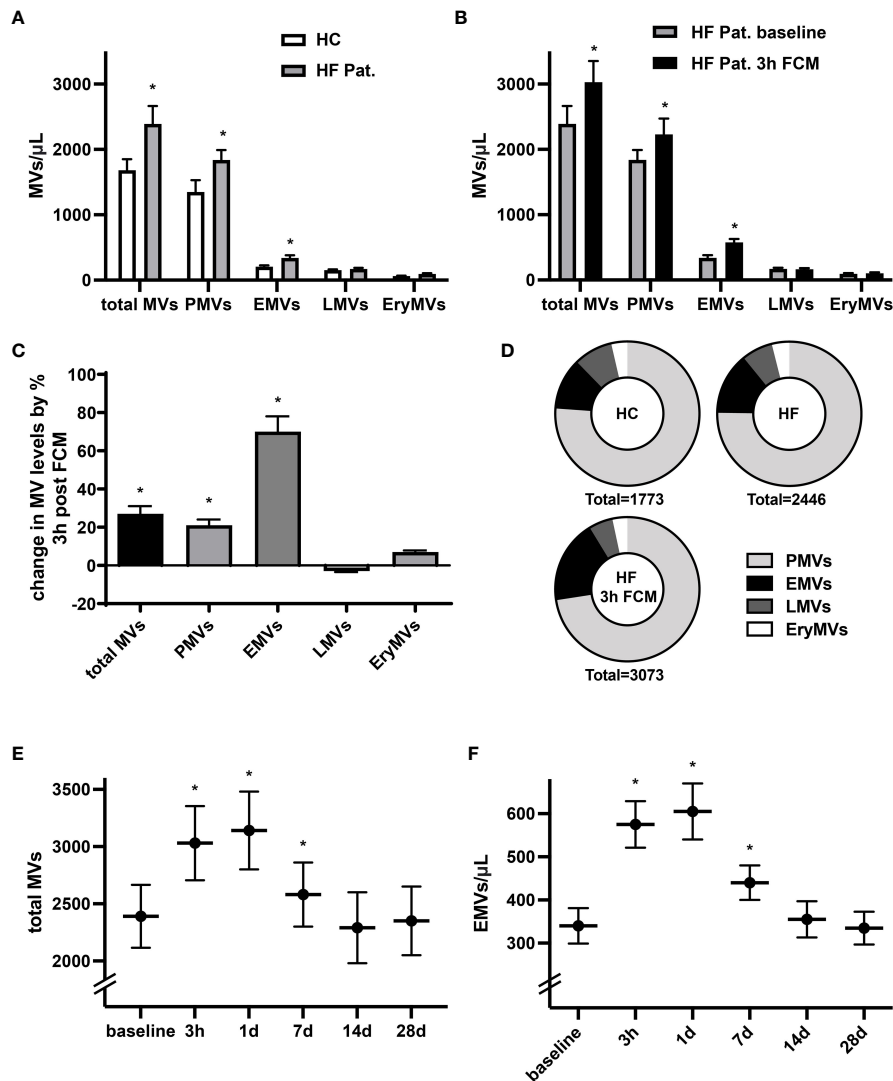 A
HC
HF Pat.
MVs/µL
3000
2000
1000
0
*
*
*
total MVs PMVs EMVs LMVs EryMVs
B
HF Pat. baseline
HF Pat. 3h FCM
MVs/µL
3000
2000
1000
0
*
*
*
total MVs PMVs EMVs LMVs EryMVs
C
change in MV levels by %
3h post FCM
100
80
60
40
20
0
-20
*
*
*
total MVs
PMVs
EMVs
LMVs
EryMVs
D
HC
Total=1773
HF
Total=2446
HF
3h FCM
Total=3073
PMVs
EMVs
LMVs
EryMVs
E
total MVs
3500
3000
2500
2000
*
*
*
baseline 3h 1d 7d 14d 28d
F
EMVs/µL
600
500
400
300
*
*
*
baseline
3h
1d
7d
14d
28d